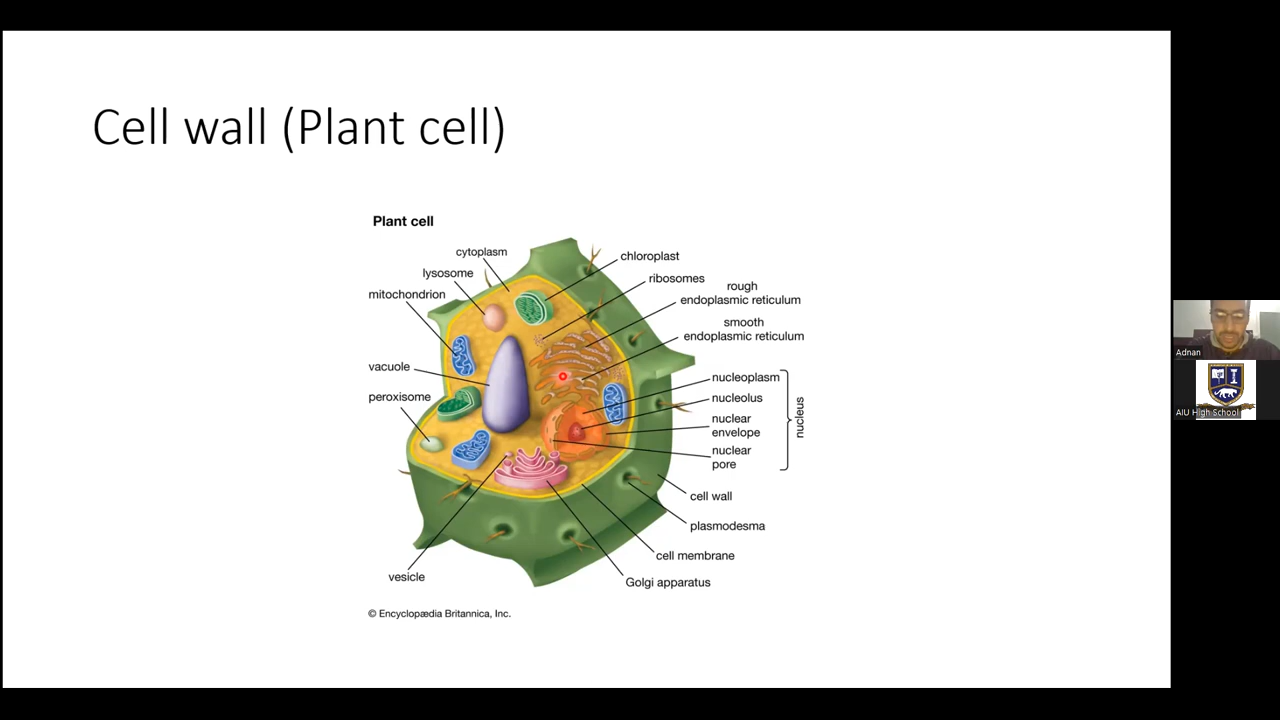 Cell wall (Plant cell)
Plant cell
cytoplasm
lysosome
mitochondrion
vacuole
peroxisome
vesicle
chloroplast
ribosomes
rough
endoplasmic reticulum
smooth
endoplasmic reticulum
nucleoplasm
nucleolus
nuclear
envelope
nuclear
pore
nucleus
cell wall
plasmodesma
cell membrane
Golgi apparatus
© Encyclopædia Britannica, Inc.
Adnan
AIU High School